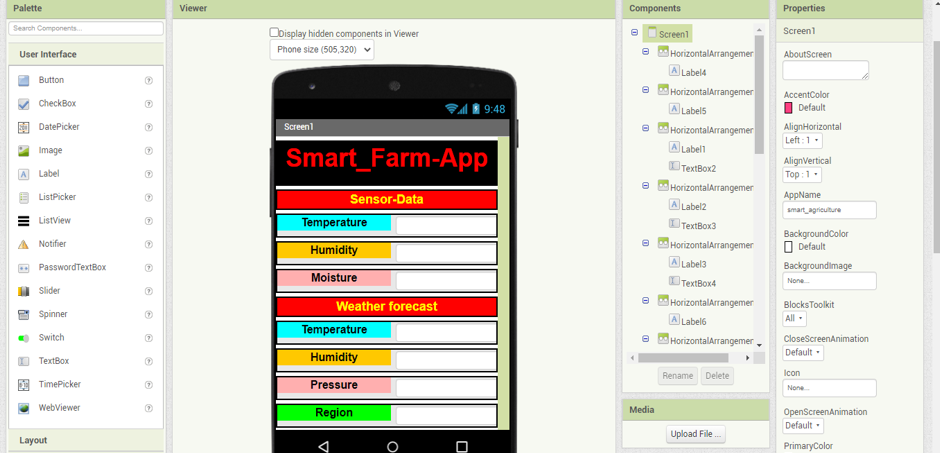 Palette
Search Components...
User Interface
Button
CheckBox
DatePicker
Image
Label
ListPicker
ListView
Notifier
PasswordTextBox
Slider
Spinner
Switch
TextBox
TimePicker
WebViewer
Layout
Viewer
Display hidden components in Viewer
Phone size (505,320)
9:48
Screen1
Smart_Farm-App
Sensor-Data
Temperature
Humidity
Moisture
Weather forecast
Temperature
Humidity
Pressure
Region
Components
Screen1
HorizontalArrangemer
A Label4
HorizontalArrangemer
A Label5
HorizontalArrangemer
A Label1
TextBox2
HorizontalArrangemer
A Label2
TextBox3
HorizontalArrangemer
A Label3
TextBox4
HorizontalArrangemer
A Label6
HorizontalArrangemer
Rename Delete
Media
Upload File ...
Properties
Screen1
AboutScreen
AccentColor
Default
AlignHorizontal
Left : 1
AlignVertical
Top : 1
AppName
smart_agriculture
BackgroundColor
Default
BackgroundImage
None...
BlocksToolkit
All
CloseScreenAnimation
Default
Icon
None...
OpenScreenAnimation
Default
PrimaryColor